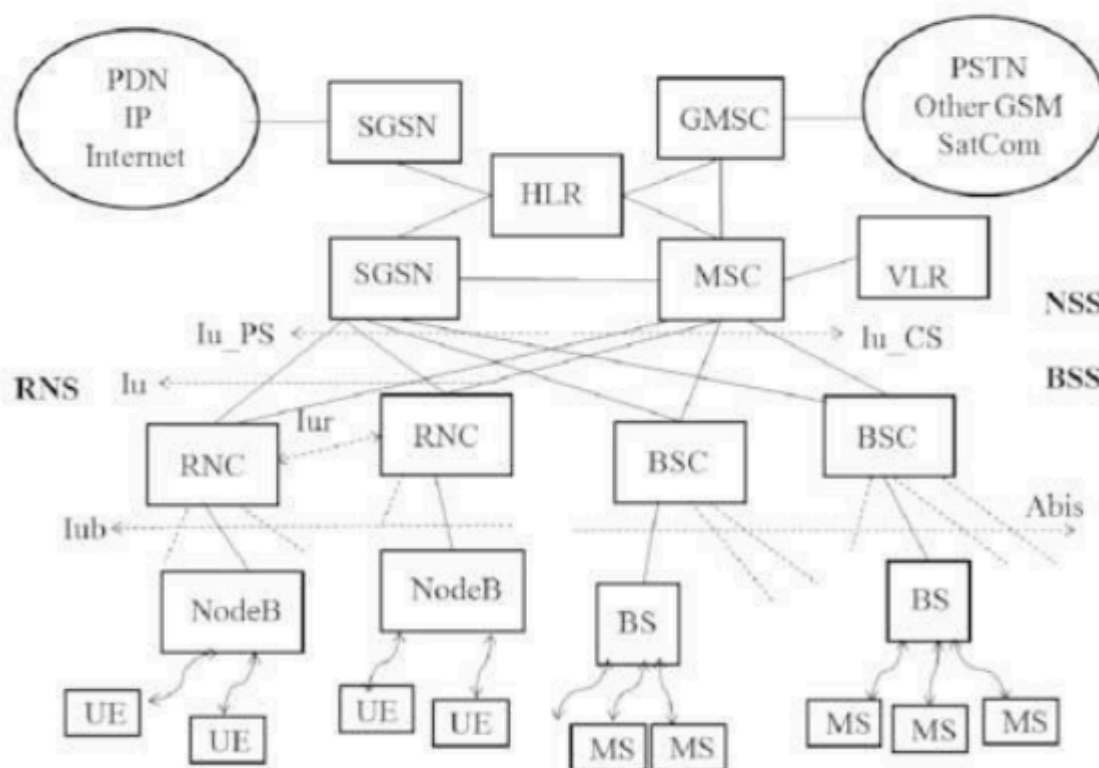 PDN
IP
Internet
SGSN
GMSC
PSTN
Other GSM
SatCom
HLR
SGSN
MSC
VLR
NSS
Iu_PS
Iu_CS
RNS
Iu
BSS
Iur
RNC
RNC
BSC
BSC
Iub
Abis
NodeB
NodeB
BS
BS
UE
UE
UE
UE
MS
MS
MS
MS
MS